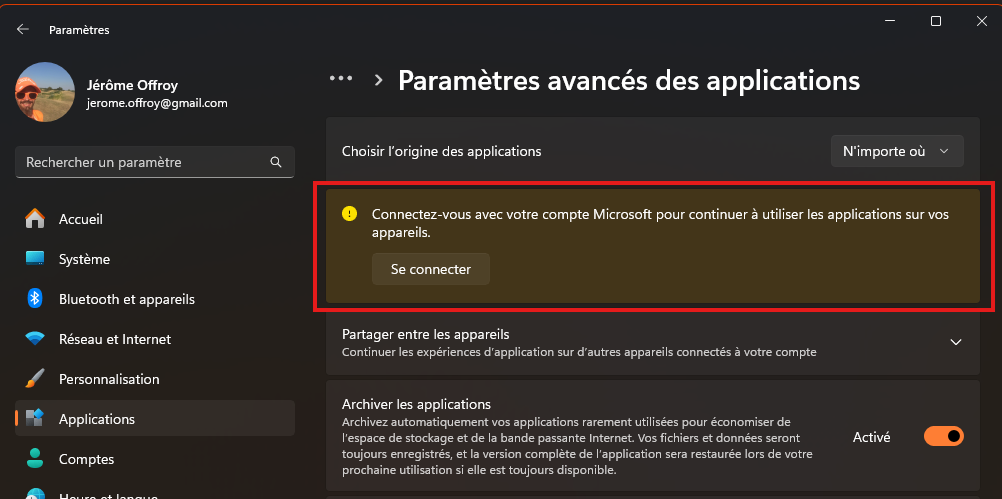 Paramètres
Jérôme Offroy
jerome.offroy@gmail.com
Rechercher un paramètre
Accueil
Système
Bluetooth et appareils
Réseau et Internet
Personnalisation
Applications
Comptes
Heure et langue
Paramètres avancés des applications
Choisir l’origine des applications
N'importe où
Connectez-vous avec votre compte Microsoft pour continuer à utiliser les applications sur vos
appareils.
Se connecter
Partager entre les appareils
Continuer les expériences d’application sur d’autres appareils connectés à votre compte
Archiver les applications
Archivez automatiquement vos applications rarement utilisées pour économiser de
l’espace de stockage et de la bande passante Internet. Vos fichiers et données seront
toujours enregistrés, et la version complète de l’application sera restaurée lors de votre
prochaine utilisation si elle est toujours disponible.
Activé